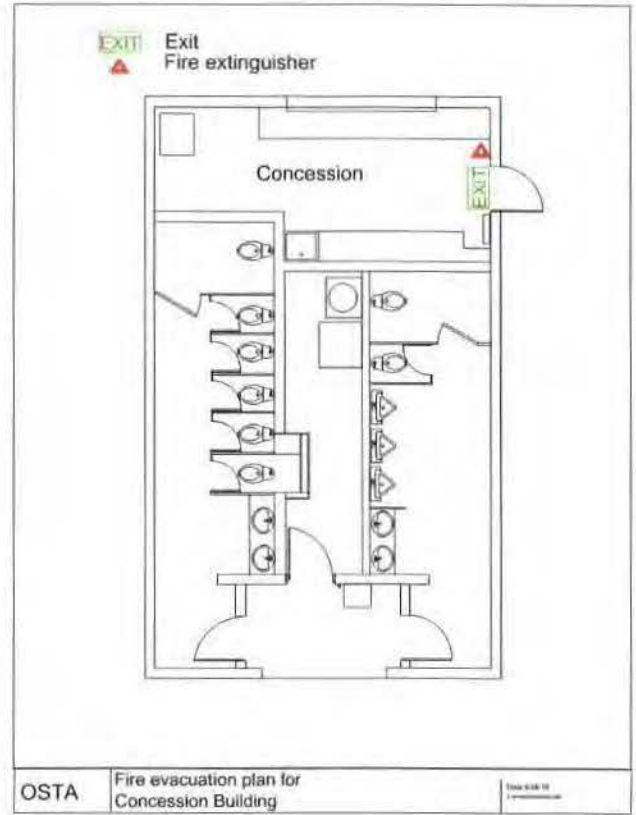 EXIT Exit
Fire extinguisher
Concession
EXIT
OSTA
Fire evacuation plan for
Concession Building